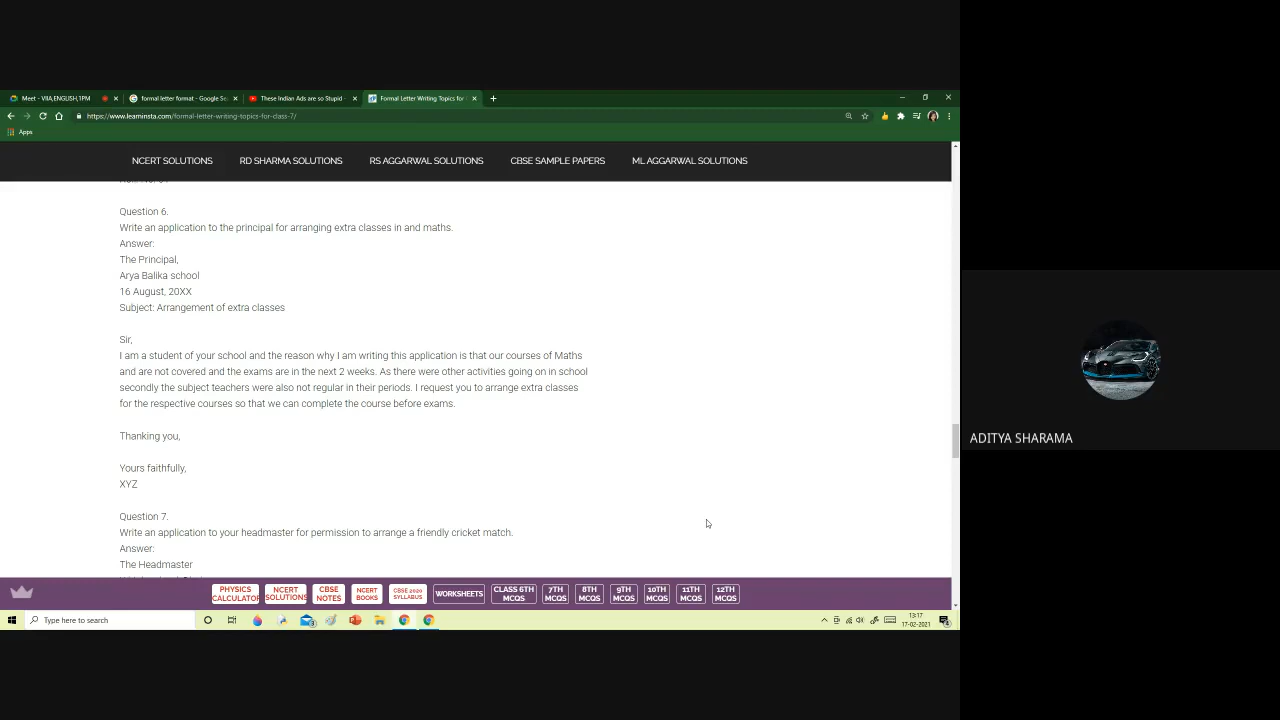 Meet - VIIA,ENGLISH,1PM
formal letter format - Google Se
These Indian Ads are so Stupid -
Formal Letter Writing Topics for
https://www.learninsta.com/formal-letter-writing-topics-for-class-7/
Apps
NCERT SOLUTIONS RD SHARMA SOLUTIONS RS AGGARWAL SOLUTIONS CBSE SAMPLE PAPERS ML AGGARWAL SOLUTIONS
Question 6.
Write an application to the principal for arranging extra classes in and maths.
Answer:
The Principal,
Arya Balika school
16 August, 20XX
Subject: Arrangement of extra classes
Sir,
I am a student of your school and the reason why I am writing this application is that our courses of Maths
and are not covered and the exams are in the next 2 weeks. As there were other activities going on in school
secondly the subject teachers were also not regular in their periods. I request you to arrange extra classes
for the respective courses so that we can complete the course before exams.
Thanking you,
Yours faithfully,
XYZ
Question 7.
Write an application to your headmaster for permission to arrange a friendly cricket match.
Answer:
The Headmaster
PHYSICS CALCULATOR
NCERT SOLUTIONS
CBSE NOTES
NCERT BOOKS
CBSE 2020 SYLLABUS
WORKSHEETS
CLASS 6TH MCQS
7TH MCQS
8TH MCQS
9TH MCQS
10TH MCQS
11TH MCQS
12TH MCQS
Type here to search
13:17
17-02-2021
ADITYA SHARAMA